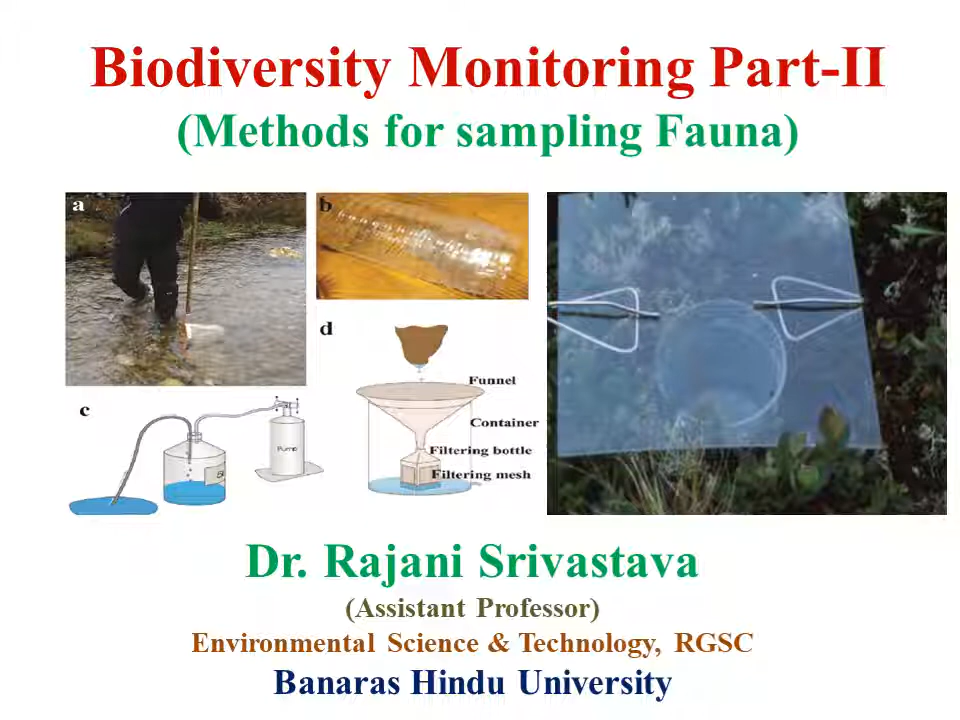 Biodiversity Monitoring Part-II
(Methods for sampling Fauna)
a
b
d
Funnel
Container
Filtering bottle
Filtering mesh
c
Pump
Dr. Rajani Srivastava
(Assistant Professor)
Environmental Science & Technology, RGSC
Banaras Hindu University